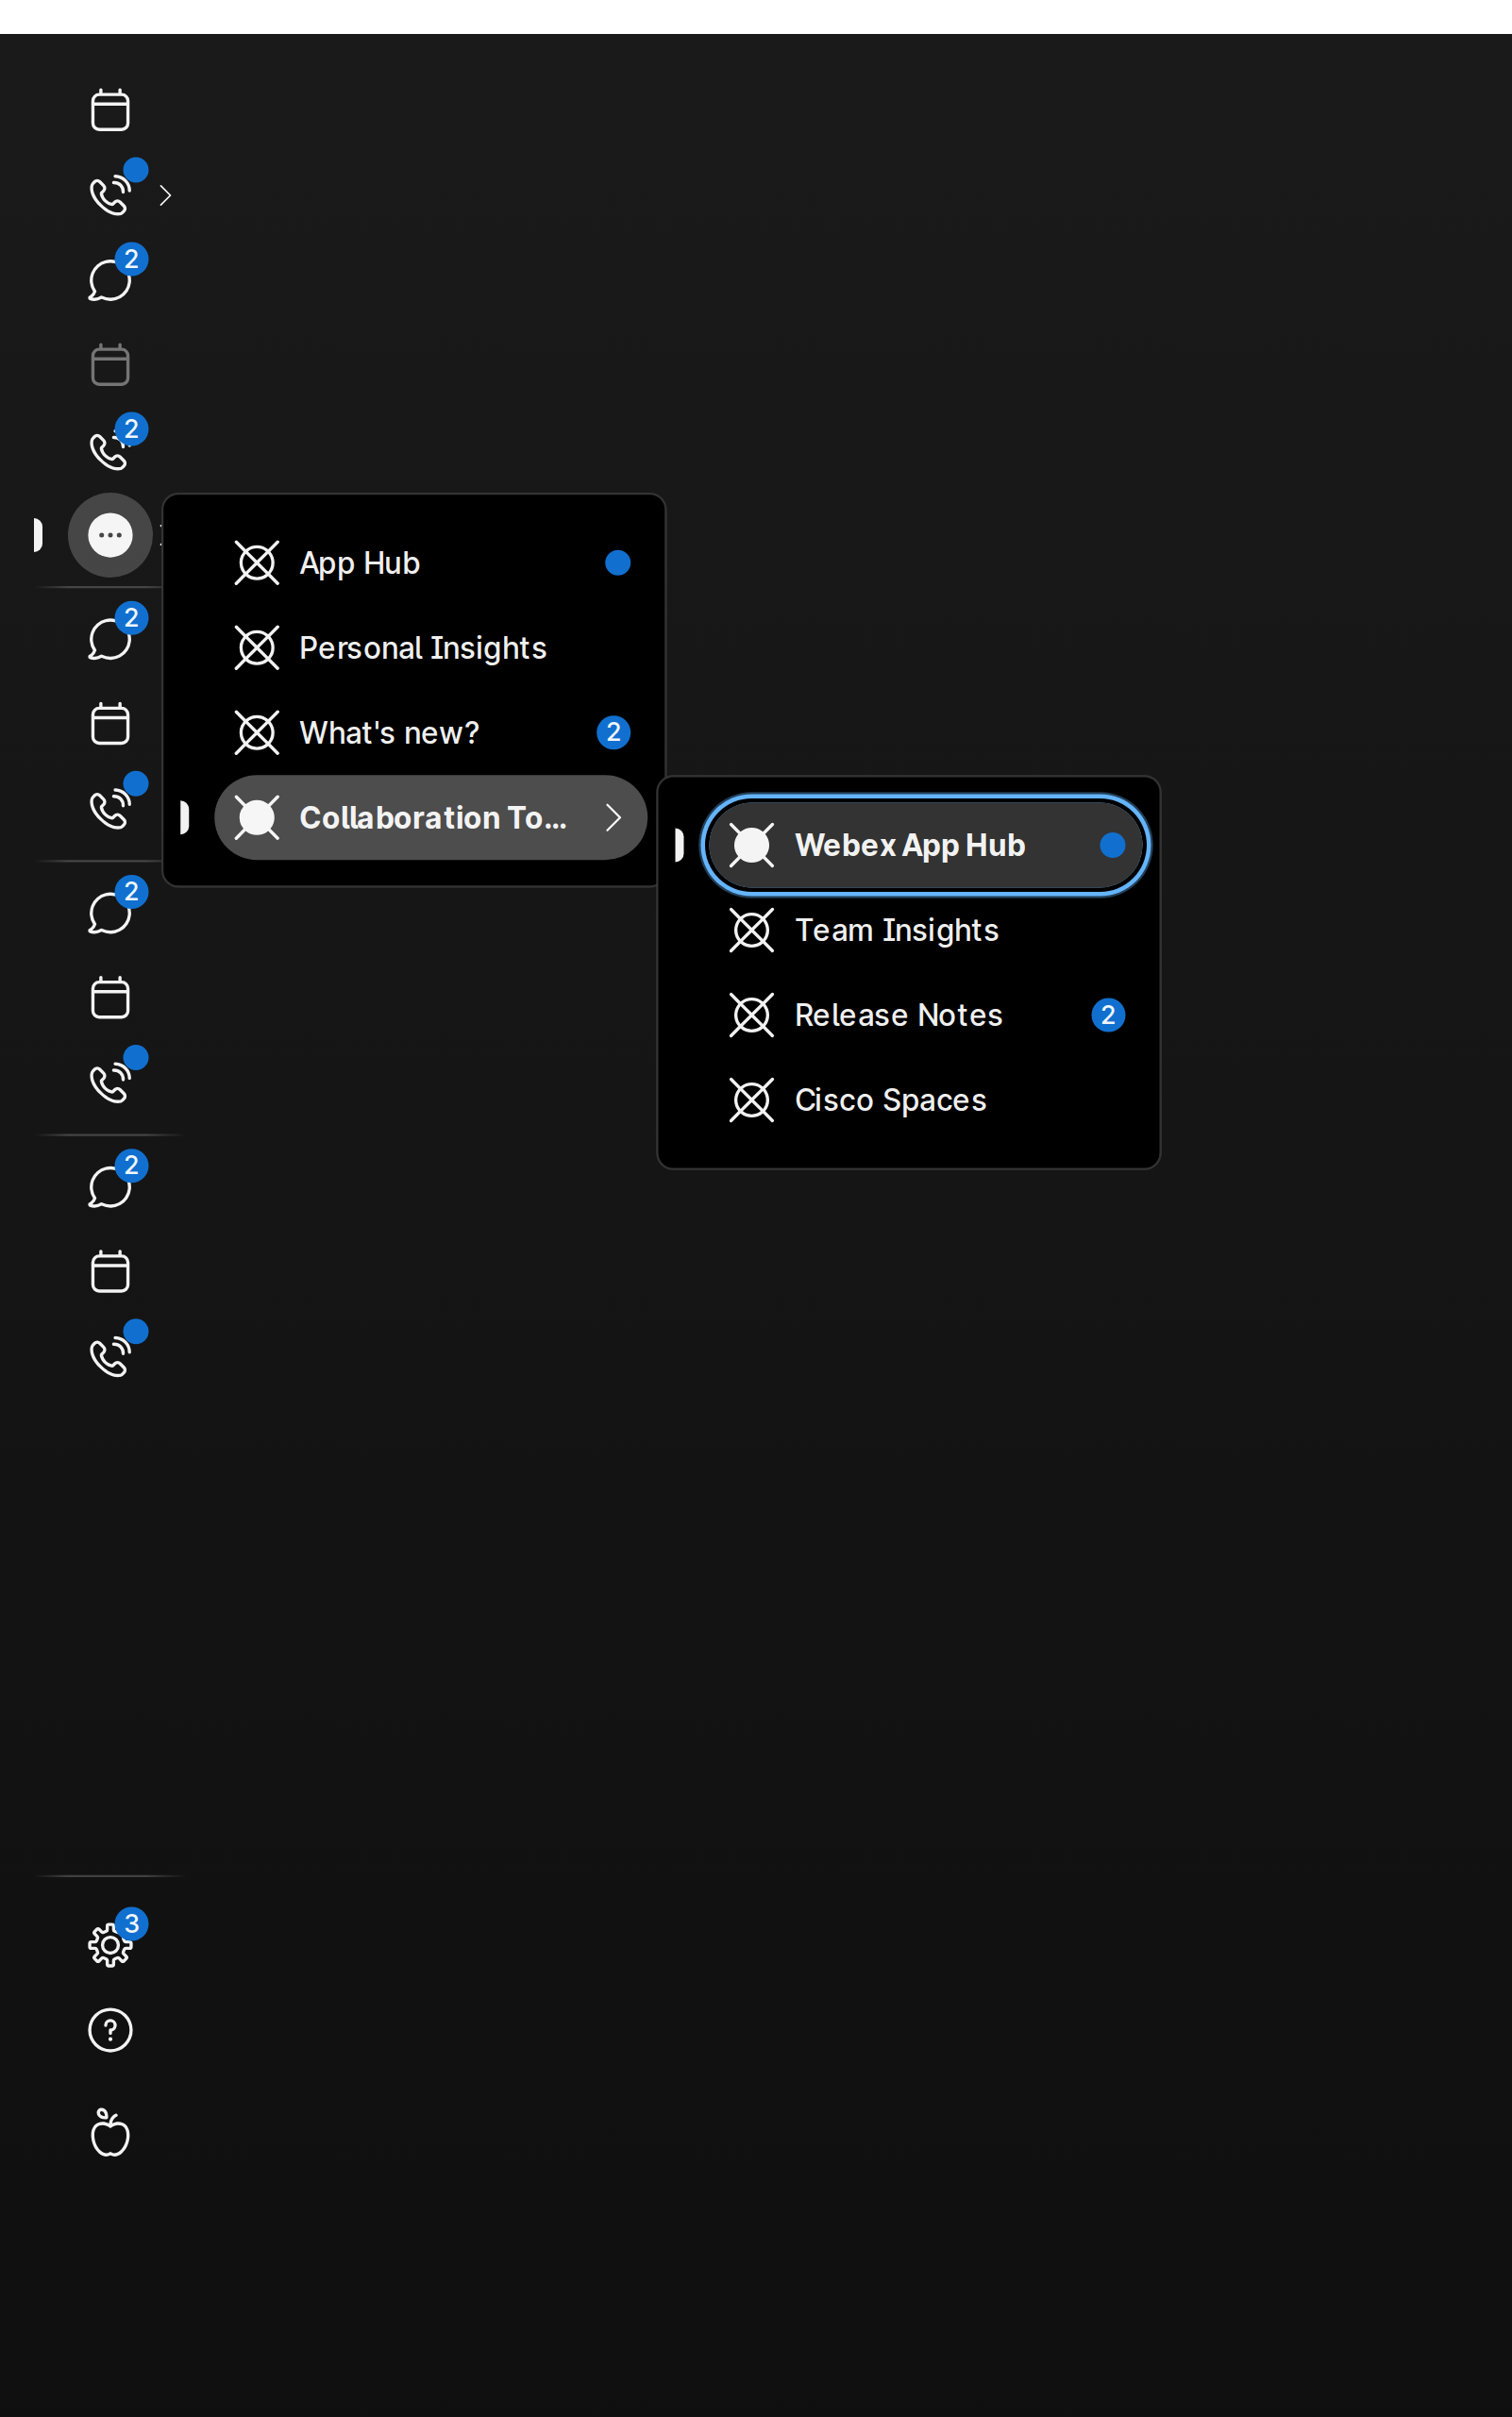 2
2
2
2
2
App Hub
Personal Insights
What's new? 2
Collaboration To...
Webex App Hub
Team Insights
Release Notes 2
Cisco Spaces
3
?